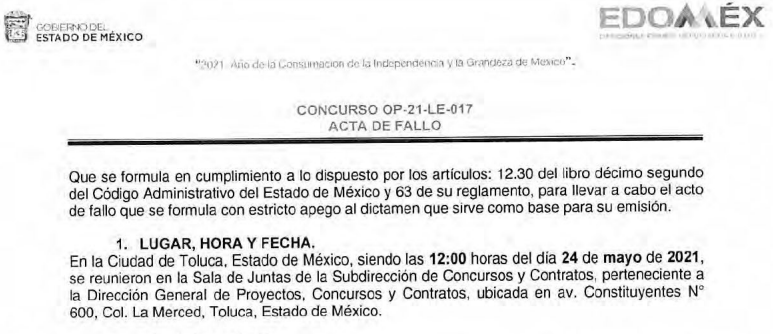 GOBIERNO DEL
ESTADO DE MÉXICO
EDOMÉX
"2021. Año de la Consumación de la Independencia y la Grandeza de México".
CONCURSO OP-21-LE-017
ACTA DE FALLO
Que se formula en cumplimiento a lo dispuesto por los artículos: 12.30 del libro décimo segundo
del Código Administrativo del Estado de México y 63 de su reglamento, para llevar a cabo el acto
de fallo que se formula con estricto apego al dictamen que sirve como base para su emisión.
1. LUGAR, HORA Y FECHA.
En la Ciudad de Toluca, Estado de México, siendo las 12:00 horas del día 24 de mayo de 2021,
se reunieron en la Sala de Juntas de la Subdirección de Concursos y Contratos, perteneciente a
la Dirección General de Proyectos, Concursos y Contratos, ubicada en av. Constituyentes N°
600, Col. La Merced, Toluca, Estado de México.